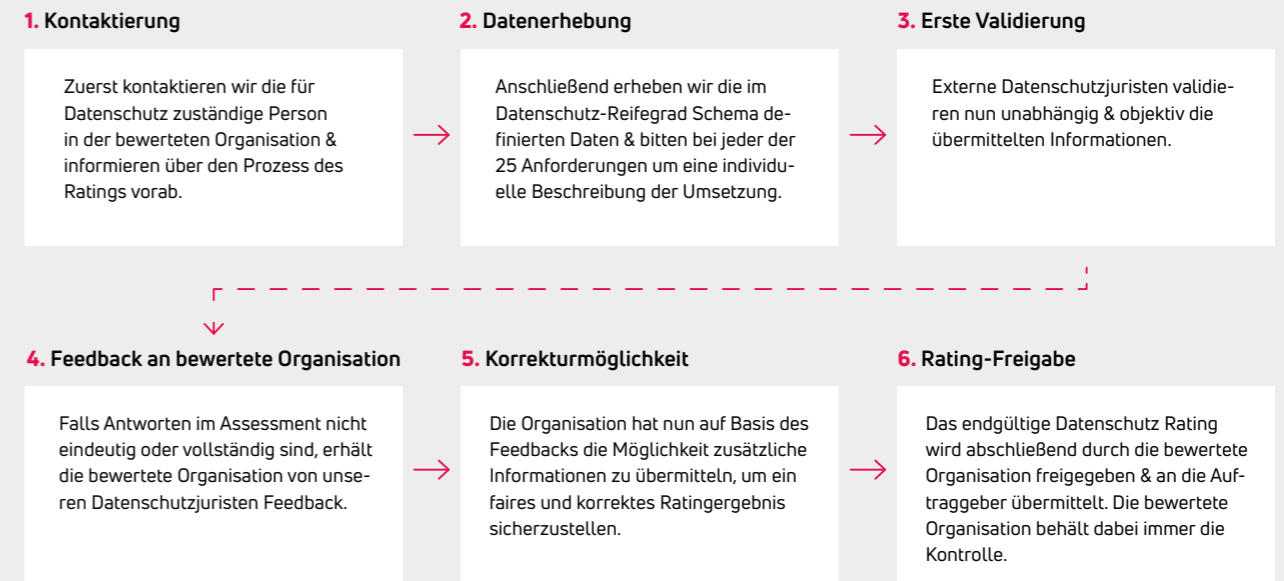 1. Kontaktierung
Zuerst kontaktieren wir die für
Datenschutz zuständige Person
in der bewerteten Organisation &
informieren über den Prozess des
Ratings vorab.
2. Datenerhebung
Anschließend erheben wir die im
Datenschutz-Reifegrad Schema de-
finierten Daten & bitten bei jeder der
25 Anforderungen um eine individu-
elle Beschreibung der Umsetzung.
3. Erste Validierung
Externe Datenschutzjuristen validie-
ren nun unabhängig & objektiv die
übermittelten Informationen.
4. Feedback an bewertete Organisation
Falls Antworten im Assessment nicht
eindeutig oder vollständig sind, erhält
die bewertete Organisation von unse-
ren Datenschutzjuristen Feedback.
5. Korrekturmöglichkeit
Die Organisation hat nun auf Basis des
Feedbacks die Möglichkeit zusätzliche
Informationen zu übermitteln, um ein
faires und korrektes Ratingergebnis
sicherzustellen.
6. Rating-Freigabe
Das endgültige Datenschutz Rating
wird abschließend durch die bewertete
Organisation freigegeben & an die Auf-
traggeber übermittelt. Die bewertete
Organisation behält dabei immer die
Kontrolle.